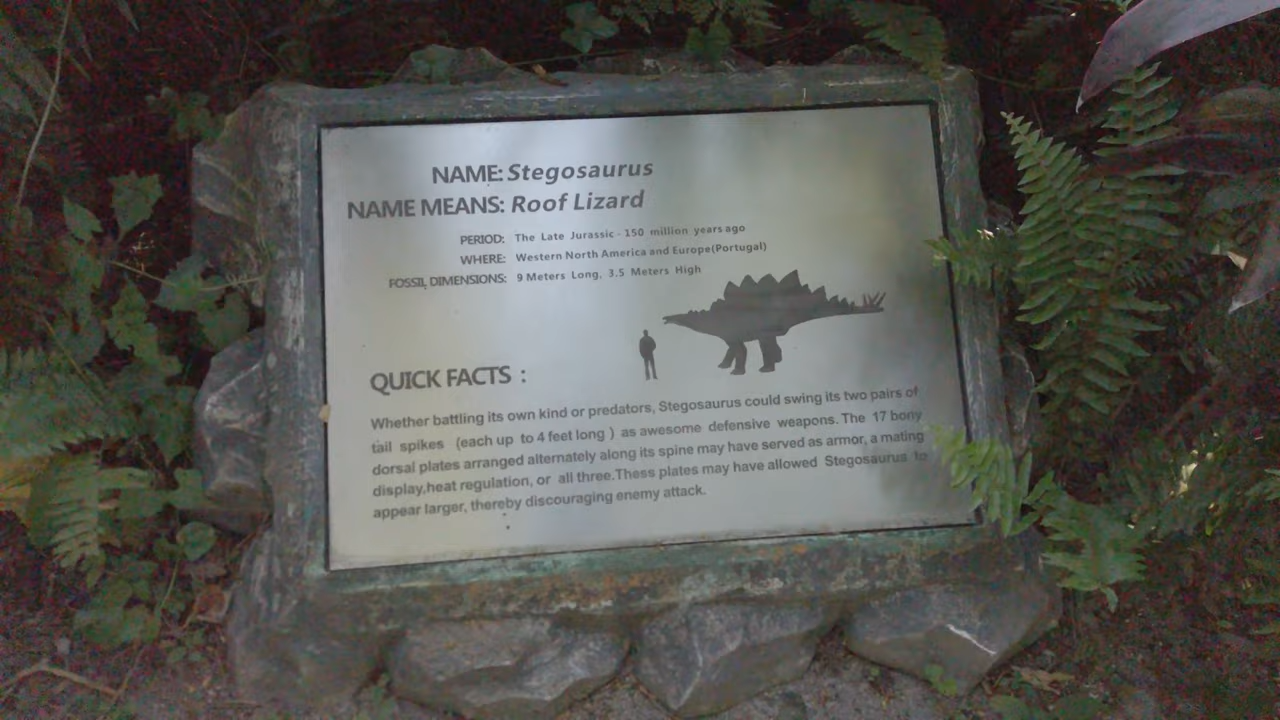 NAME: Stegosaurus
NAME MEANS: Roof Lizard
PERIOD: The Late Jurassic - 150 million years ago
WHERE: Western North America and Europe(Portugal)
FOSSIL DIMENSIONS: 9 Meters Long, 3.5 Meters High
QUICK FACTS :
Whether battling its own kind or predators, Stegosaurus could swing its two pairs of
tail spikes (each up to 4 feet long ) as awesome defensive weapons. The 17 bony
dorsal plates arranged alternately along its spine may have served as armor, a mating
display,heat regulation, or all three.Thess plates may have allowed Stegosaurus to
appear larger, thereby discouraging enemy attack.